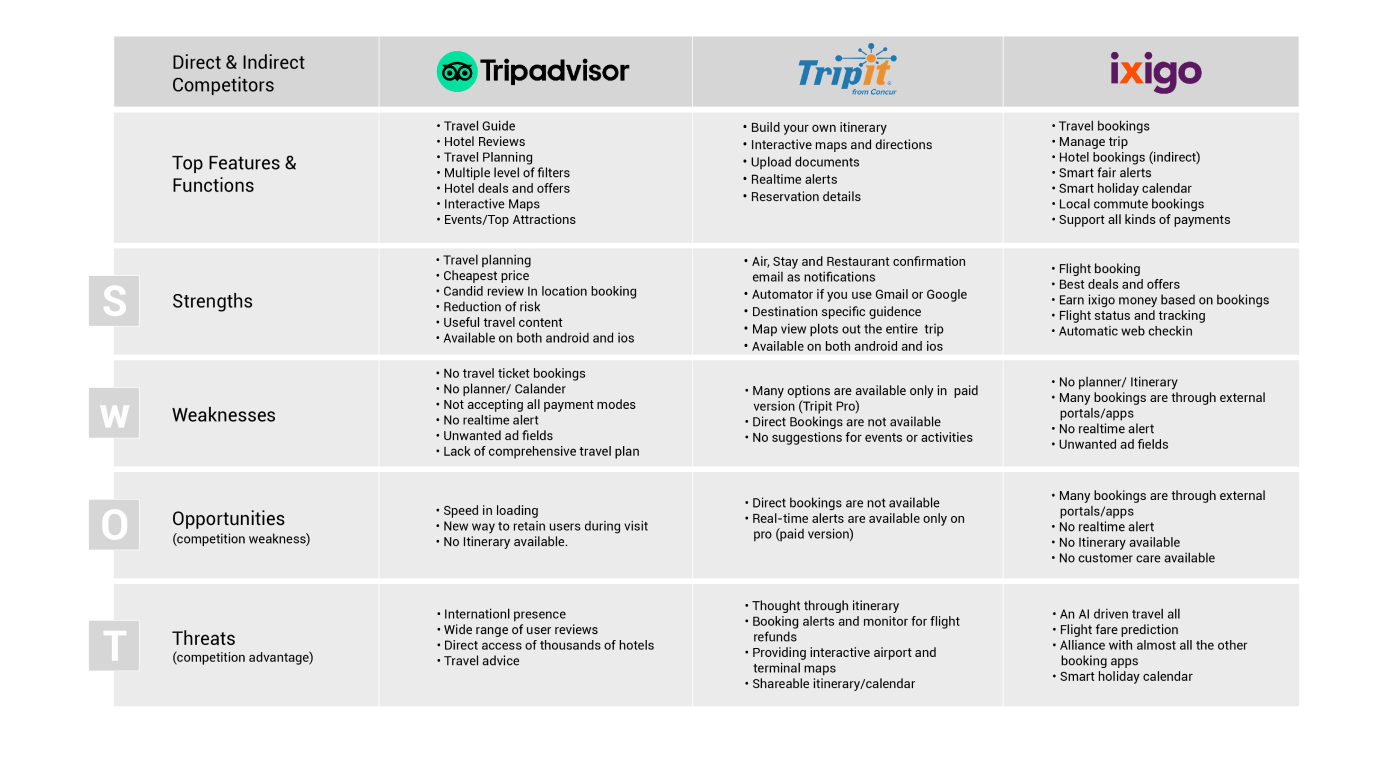 Direct & Indirect
Competitors
Tripadvisor
Tripit
from Concur
ixigo
Top Features &
Functions
• Travel Guide
• Hotel Reviews
• Travel Planning
• Multiple level of filters
• Hotel deals and offers
• Interactive Maps
• Events/Top Attractions
• Build your own itinerary
• Interactive maps and directions
• Upload documents
• Realtime alerts
• Reservation details
• Travel bookings
• Manage trip
• Hotel bookings (indirect)
• Smart fair alerts
• Smart holiday calendar
• Local commute bookings
• Support all kinds of payments
S
Strengths
• Travel planning
• Cheapest price
• Candid review In location booking
• Reduction of risk
• Useful travel content
• Available on both android and ios
• Air, Stay and Restaurant confirmation
email as notifications
• Automator if you use Gmail or Google
• Destination specific guidence
• Map view plots out the entire trip
• Available on both android and ios
• Flight booking
• Best deals and offers
• Earn ixigo money based on bookings
• Flight status and tracking
• Automatic web checkin
W
Weaknesses
• No travel ticket bookings
• No planner/ Calander
• Not accepting all payment modes
• No realtime alert
• Unwanted ad fields
• Lack of comprehensive travel plan
• Many options are available only in paid
version (Tripit Pro)
• Direct Bookings are not available
• No suggestions for events or activities
• No planner/ Itinerary
• Many bookings are through external
portals/apps
• No realtime alert
• Unwanted ad fields
O
Opportunities
(competition weakness)
• Speed in loading
• New way to retain users during visit
• No Itinerary available.
• Direct bookings are not available
• Real-time alerts are available only on
pro (paid version)
• Many bookings are through external
portals/apps
• No realtime alert
• No Itinerary available
• No customer care available
T
Threats
(competition advantage)
• Internationl presence
• Wide range of user reviews
• Direct access of thousands of hotels
• Travel advice
• Thought through itinerary
• Booking alerts and monitor for flight
refunds
• Providing interactive airport and
terminal maps
• Shareable itinerary/calendar
• An AI driven travel all
• Flight fare prediction
• Alliance with almost all the other
booking apps
• Smart holiday calendar